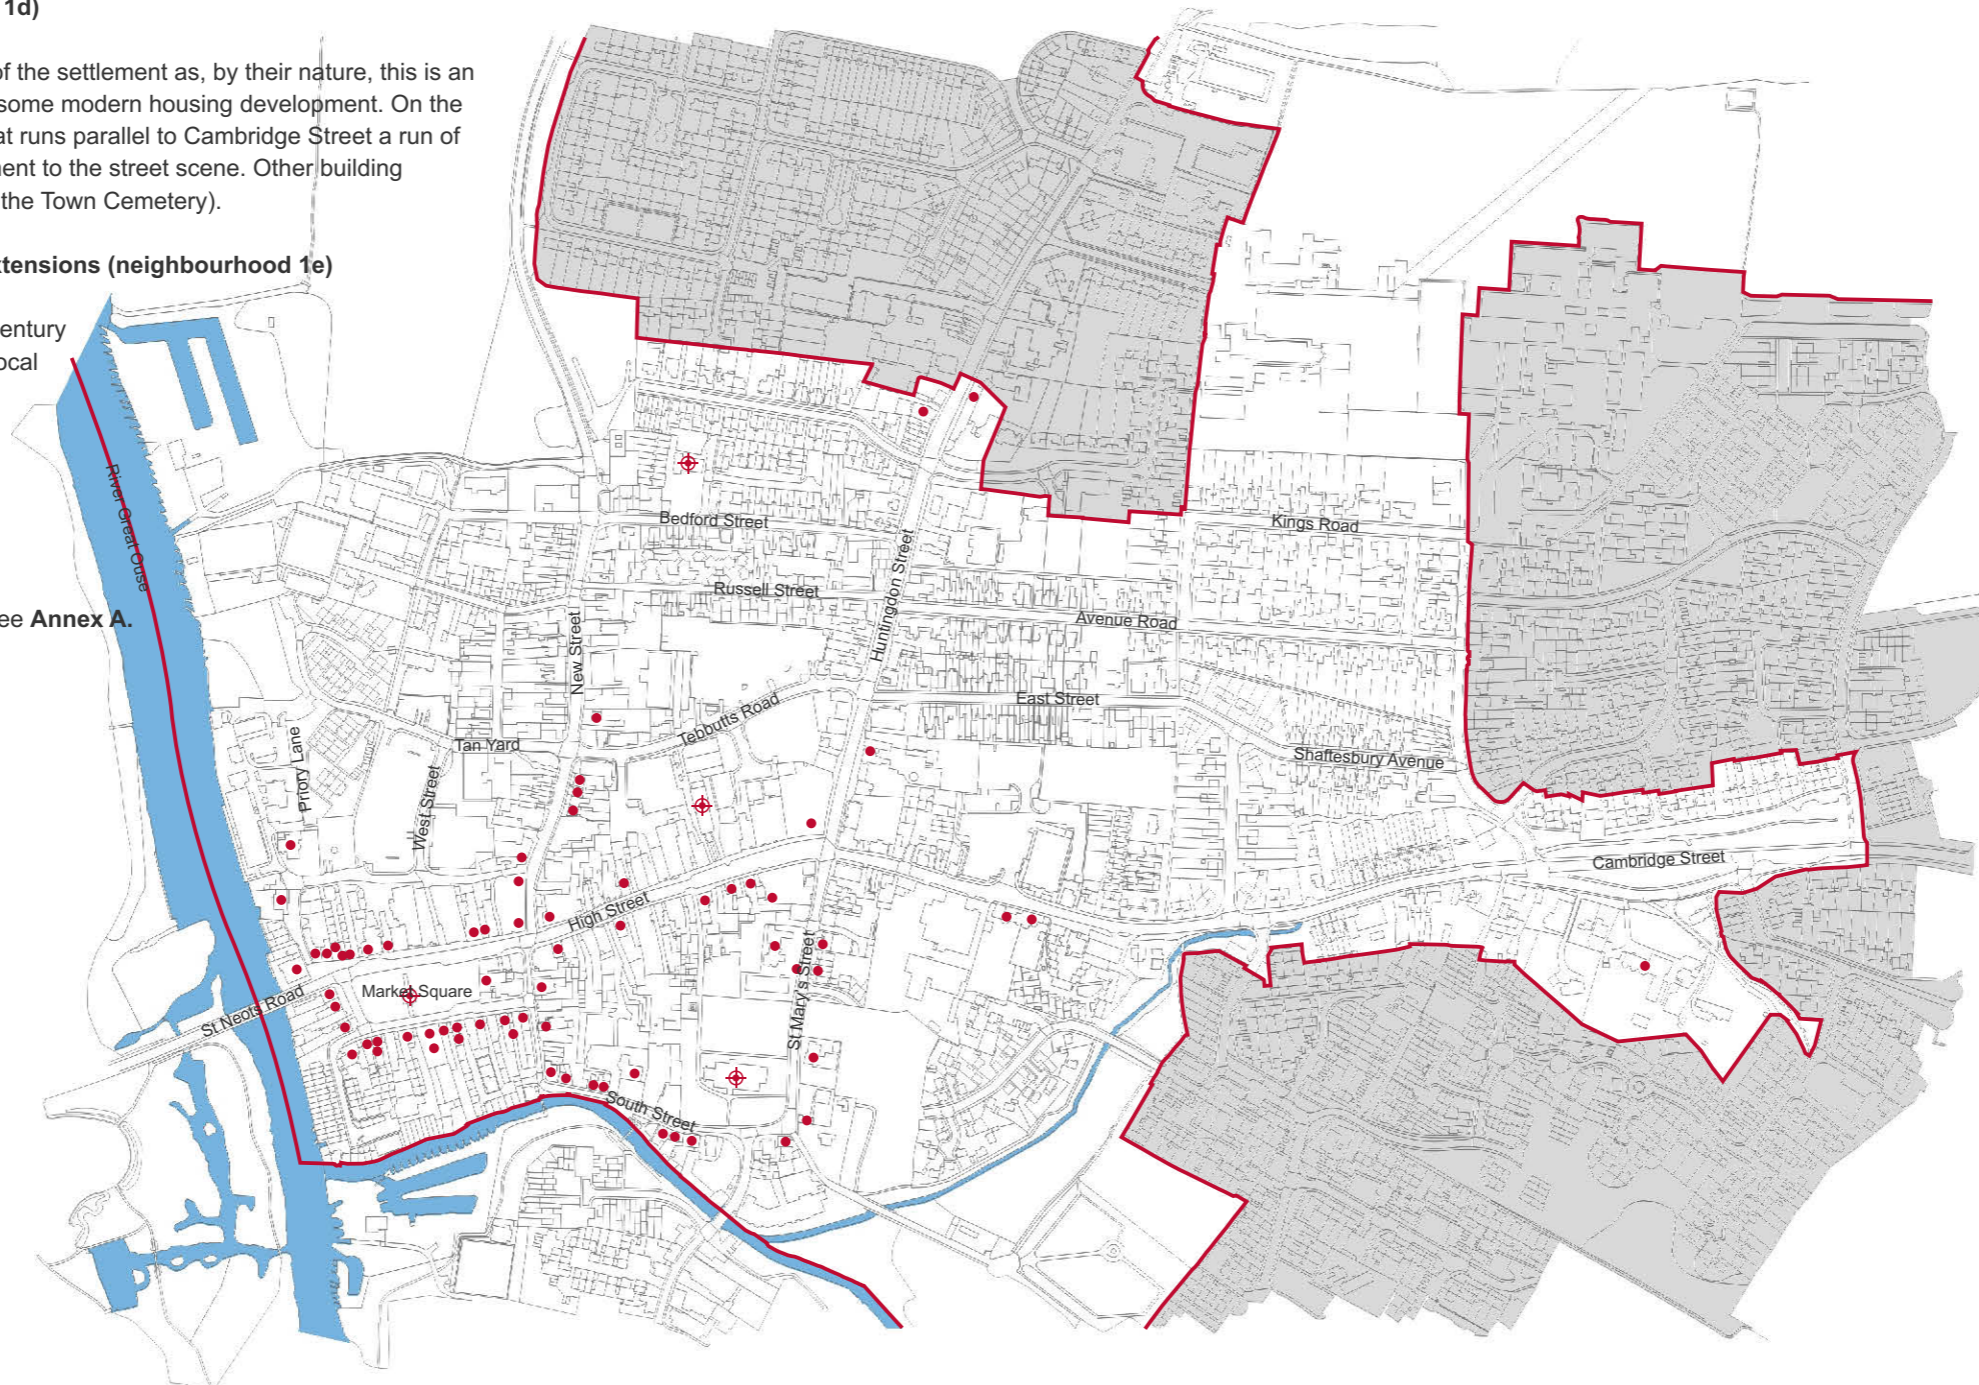 1d)
of the settlement as, by their nature, this is an
some modern housing development. On the
at runs parallel to Cambridge Street a run of
nent to the street scene. Other building
the Town Cemetery).
xtensions (neighbourhood 1e)
entury
ocal
ee Annex A.
River Great Ouse
Bedford Street
Kings Road
Russell Street
Huntingdon Street
Avenue Road
New Street
East Street
Tebbutts Road
Tan Yard
Shaftesbury Avenue
Priory Lane
West Street
Cambridge Street
High Street
Market Square
St Neots Road
St Mary's Street
South Street